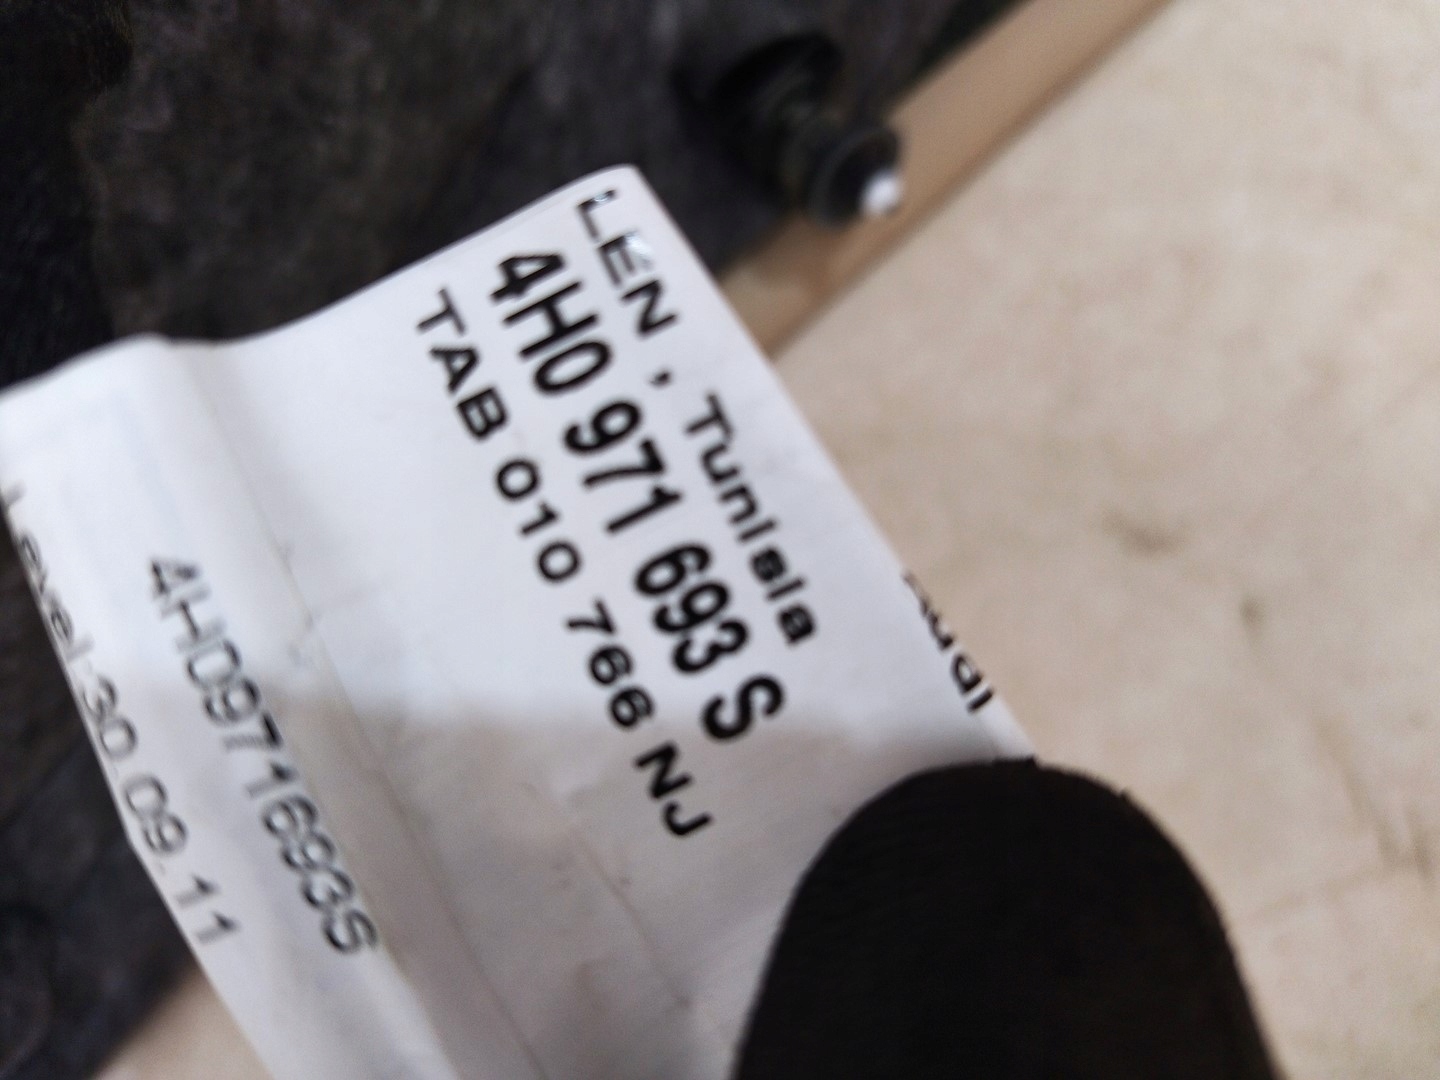 LEN , Tunisia
4H0 971 693 S
TAB 010 766 NJ
4H0971693S
Level:30.09.11